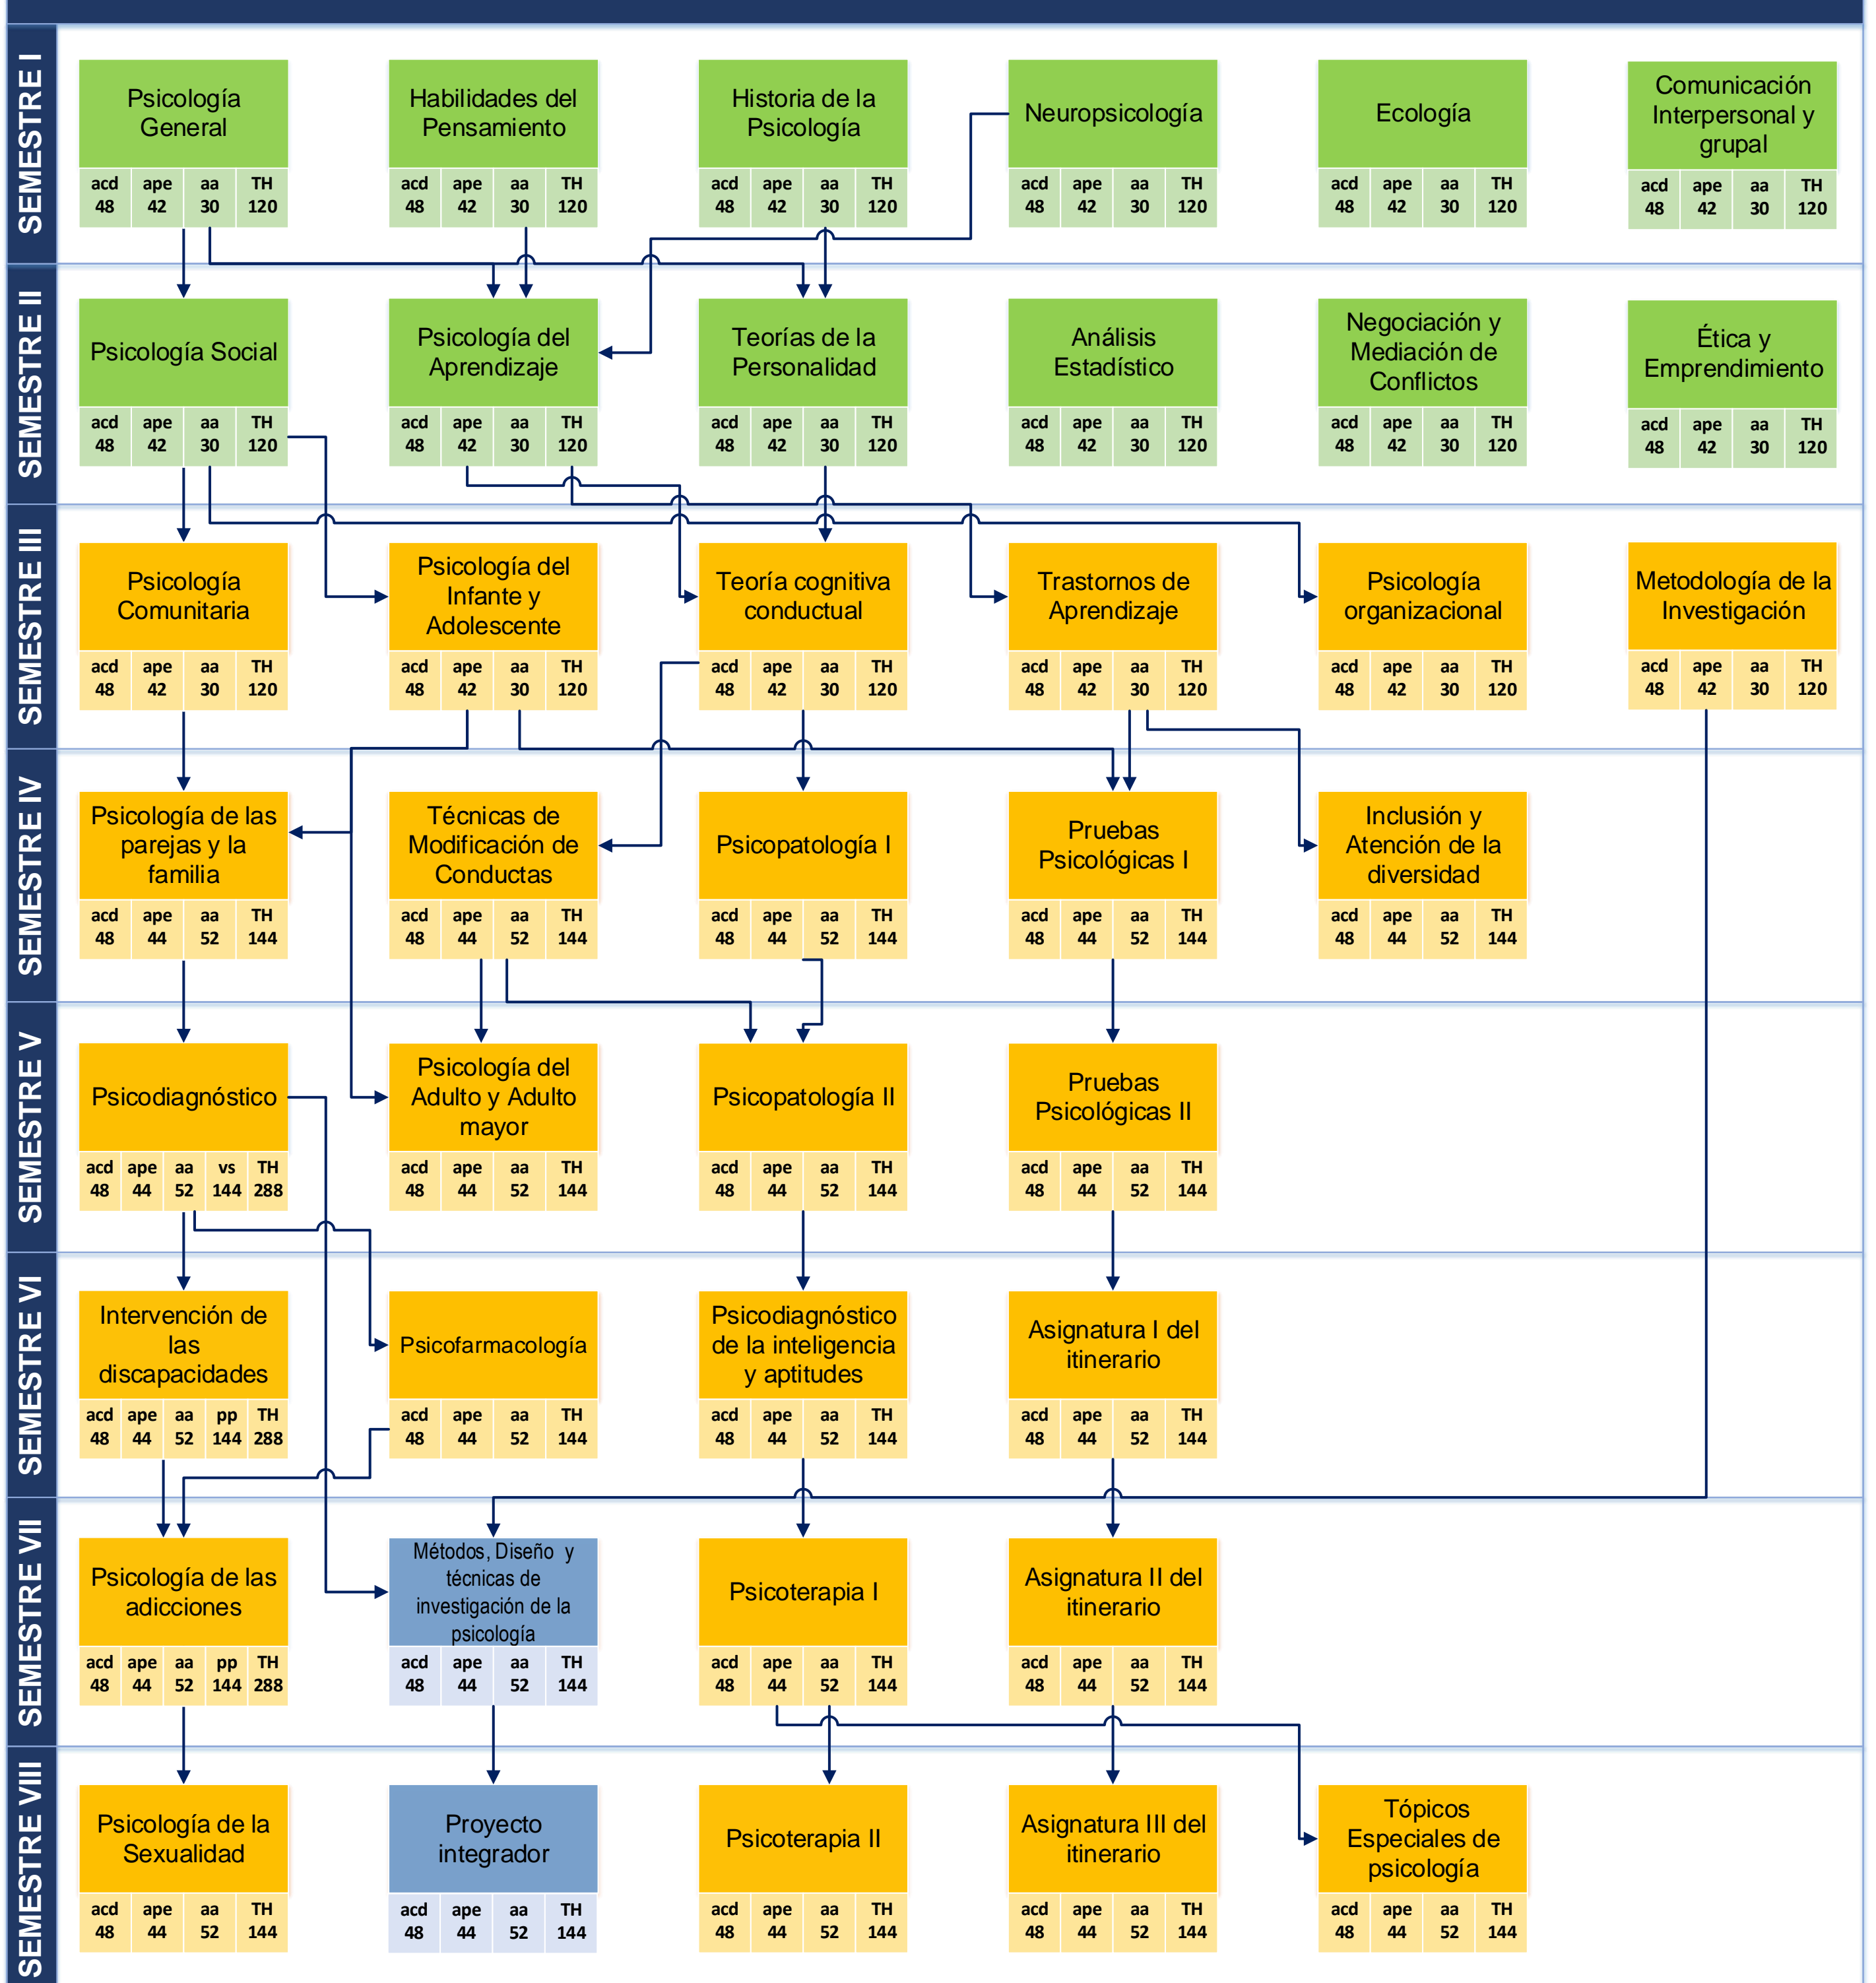 SEMESTRE I
Psicología
General
acd ape aa TH
48 42 30 120
Habilidades del
Pensamiento
acd ape aa TH
48 42 30 120
Historia de la
Psicología
acd ape aa TH
48 42 30 120
Neuropsicología
acd ape aa TH
48 42 30 120
Ecología
acd ape aa TH
48 42 30 120
Comunicación
Interpersonal y
grupal
acd ape aa TH
48 42 30 120
SEMESTRE II
Psicología Social
acd ape aa TH
48 42 30 120
Psicología del
Aprendizaje
acd ape aa TH
48 42 30 120
Teorías de la
Personalidad
acd ape aa TH
48 42 30 120
Análisis
Estadístico
acd ape aa TH
48 42 30 120
Negociación y
Mediación de
Conflictos
acd ape aa TH
48 42 30 120
Ética y
Emprendimiento
acd ape aa TH
48 42 30 120
SEMESTRE III
Psicología
Comunitaria
acd ape aa TH
48 42 30 120
Psicología del
Infante y
Adolescente
acd ape aa TH
48 42 30 120
Teoría cognitiva
conductual
acd ape aa TH
48 42 30 120
Trastornos de
Aprendizaje
acd ape aa TH
48 42 30 120
Psicología
organizacional
acd ape aa TH
48 42 30 120
Metodología de la
Investigación
acd ape aa TH
48 42 30 120
SEMESTRE IV
Psicología de las
parejas y la
familia
acd ape aa TH
48 44 52 144
Técnicas de
Modificación de
Conductas
acd ape aa TH
48 44 52 144
Psicopatología I
acd ape aa TH
48 44 52 144
Pruebas
Psicológicas I
acd ape aa TH
48 44 52 144
Inclusión y
Atención de la
diversidad
acd ape aa TH
48 44 52 144
SEMESTRE V
Psicodiagnóstico
acd ape aa vs TH
48 44 52 144 288
Psicología del
Adulto y Adulto
mayor
acd ape aa TH
48 44 52 144
Psicopatología II
acd ape aa TH
48 44 52 144
Pruebas
Psicológicas II
acd ape aa TH
48 44 52 144
SEMESTRE VI
Intervención de
las
discapacidades
acd ape aa pp TH
48 44 52 144 288
Psicofarmacología
acd ape aa TH
48 44 52 144
Psicodiagnóstico
de la inteligencia
y aptitudes
acd ape aa TH
48 44 52 144
Asignatura I del
itinerario
acd ape aa TH
48 44 52 144
SEMESTRE VII
Psicología de las
adicciones
acd ape aa pp TH
48 44 52 144 288
Métodos, Diseño y
técnicas de
investigación de la
psicología
acd ape aa TH
48 44 52 144
Psicoterapia I
acd ape aa TH
48 44 52 144
Asignatura II del
itinerario
acd ape aa TH
48 44 52 144
SEMESTRE VIII
Psicología de la
Sexualidad
acd ape aa TH
48 44 52 144
Proyecto
integrador
acd ape aa TH
48 44 52 144
Psicoterapia II
acd ape aa TH
48 44 52 144
Asignatura III del
itinerario
acd ape aa TH
48 44 52 144
Tópicos
Especiales de
psicología
acd ape aa TH
48 44 52 144